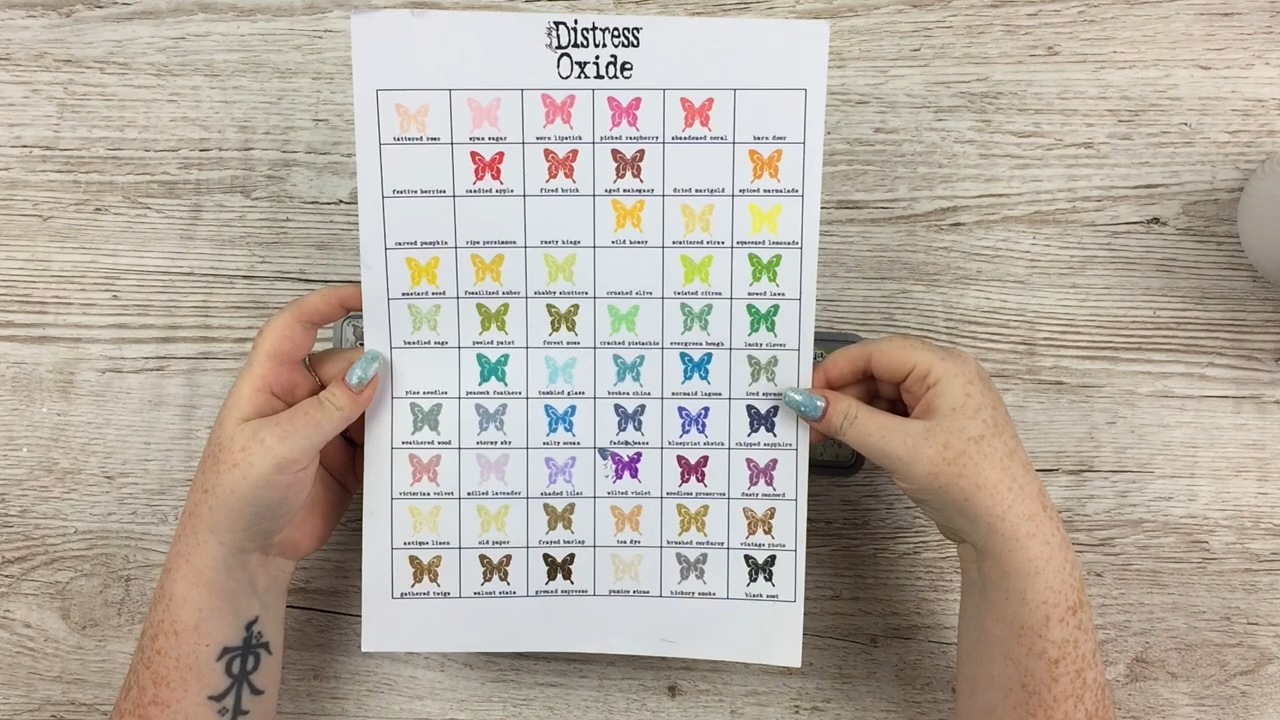 Distress
Oxide
tattered rose spun sugar worn lipstick picked raspberry abandoned coral barn door
festive berries candied apple fired brick aged mahogany dried marigold spiced marmalade
carved pumpkin ripe persimmon rusty hinge wild honey scattered straw squeezed lemonade
mustard seed fossilized amber shabby shutters crushed olive twisted citron mowed lawn
bundled sage peeled paint forest moss cracked pistachio evergreen bough lucky clover
pine needles peacock feathers tumbled glass broken china mermaid lagoon iced spruce
weathered wood stormy sky salty ocean faded jeans blueprint sketch chipped sapphire
victorian velvet milled lavender shaded lilac wilted violet seedless preserves dusty concord
antique linen old paper frayed burlap tea dye brushed corduroy vintage photo
gathered twigs walnut stain ground espresso pumice stone hickory smoke black soot